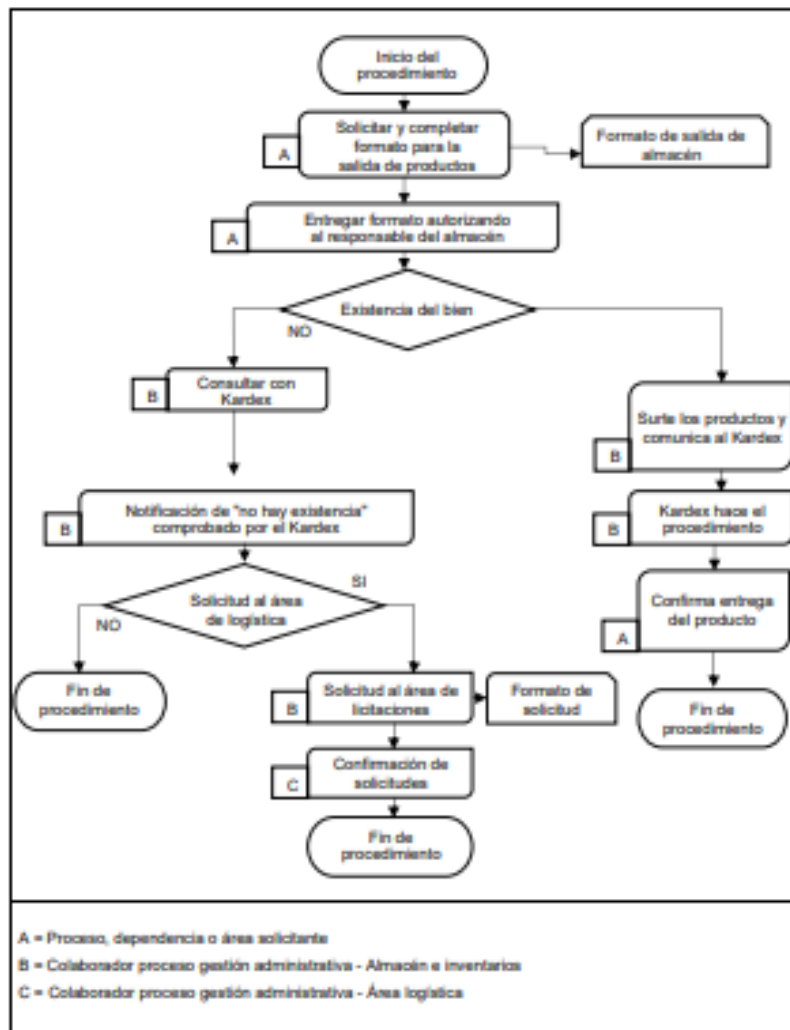 Inicio del
procedimiento
Solicitar y completar
formato para la
salida de productos
A
Formato de salida de
almacén
Entregar formato autorizando
al responsable del almacén
A
Existencia del bien
NO
Consultar con
Kardex
B
Surte los productos y
comunica al Kardex
B
Notificación de "no hay existencia"
comprobado por el Kardex
B
Kardex hace el
procedimiento
B
SI
Solicitud al área
de logística
NO
Confirma entrega
del producto
A
Fin de
procedimiento
Solicitud al área de
licitaciones
B
Formato de
solicitud
Fin de
procedimiento
Confirmación de
solicitudes
C
Fin de
procedimiento
A = Proceso, dependencia o área solicitante
B = Colaborador proceso gestión administrativa - Almacén e inventarios
C = Colaborador proceso gestión administrativa - Área logística